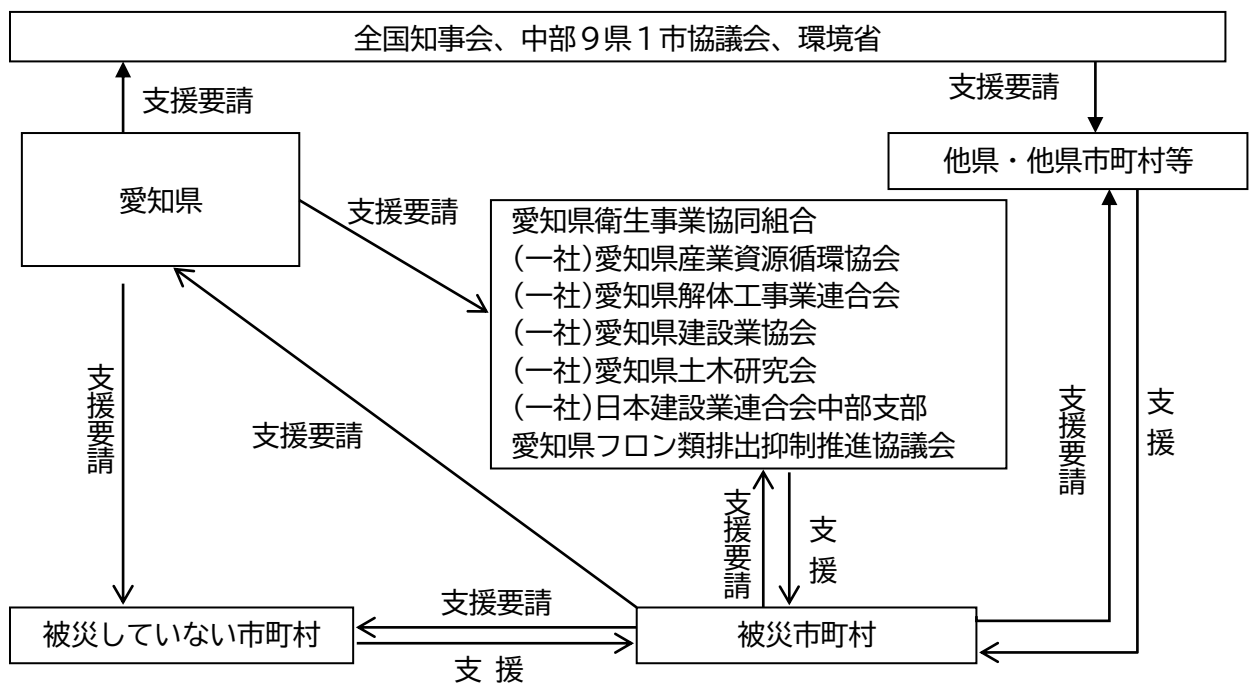 全国知事会、中部９県１市協議会、環境省
支援要請
支援要請
愛知県
他県・他県市町村等
支援要請
愛知県衛生事業協同組合
(一社)愛知県産業資源循環協会
(一社)愛知県解体工事業連合会
(一社)愛知県建設業協会
(一社)愛知県土木研究会
(一社)日本建設業連合会中部支部
愛知県フロン類排出抑制推進協議会
支援要請
支援要請
支援要請
支援
支援要請
支援
支援要請
被災していない市町村
被災市町村
支 援